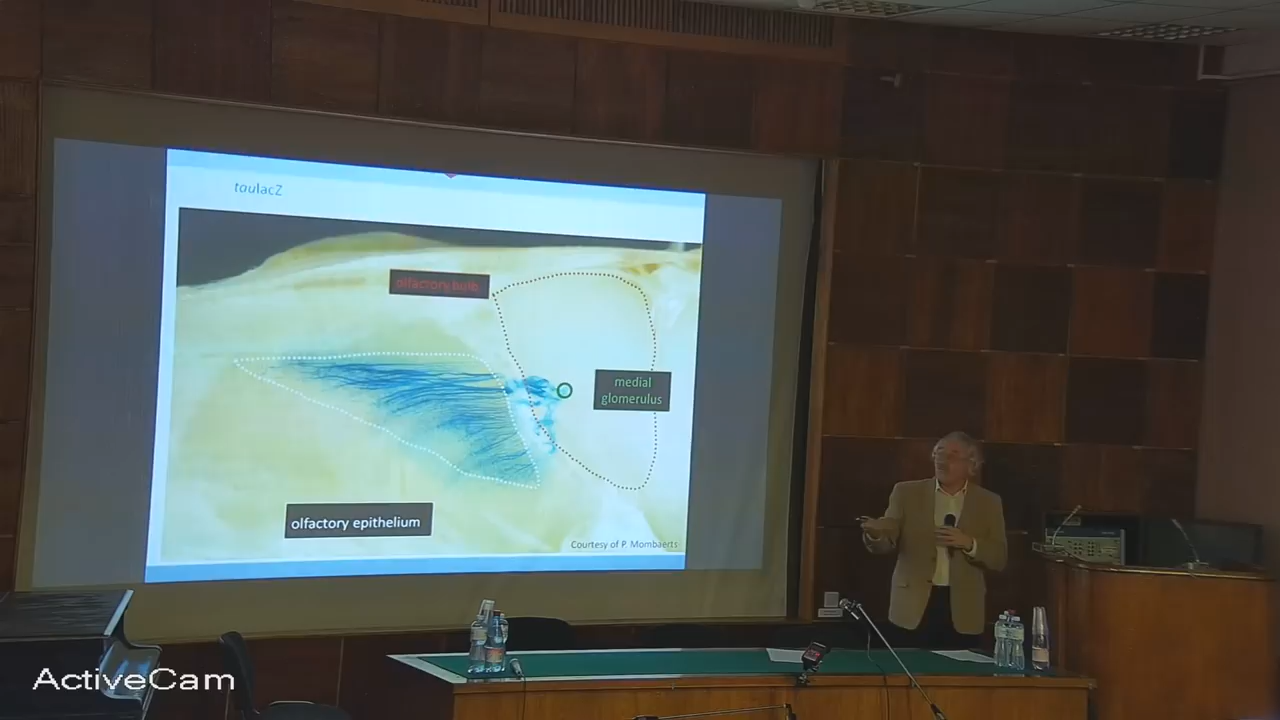 taulacZ
olfactory bulb
medial
glomerulus
olfactory epithelium
Courtesy of P. Mombaerts
ActiveCam